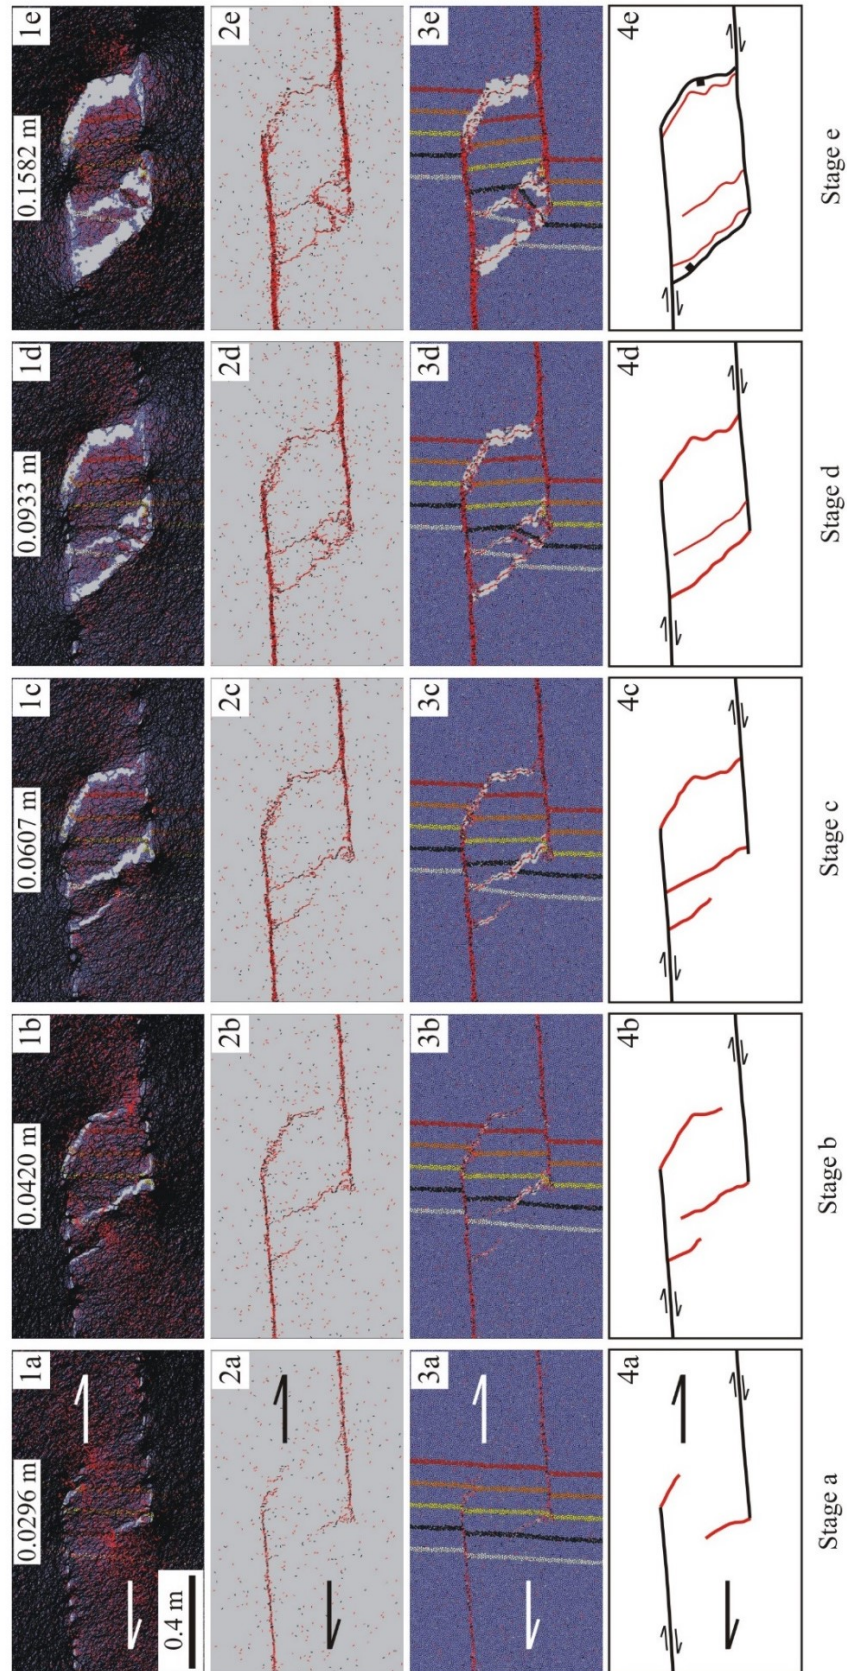 0.0296 m
1a
0.0420 m
1b
0.0607 m
1c
0.0933 m
1d
0.1582 m
1e
0.4 m
2a
2b
2c
2d
2e
3a
3b
3c
3d
3e
4a
4b
4c
4d
4e
Stage a
Stage b
Stage c
Stage d
Stage e